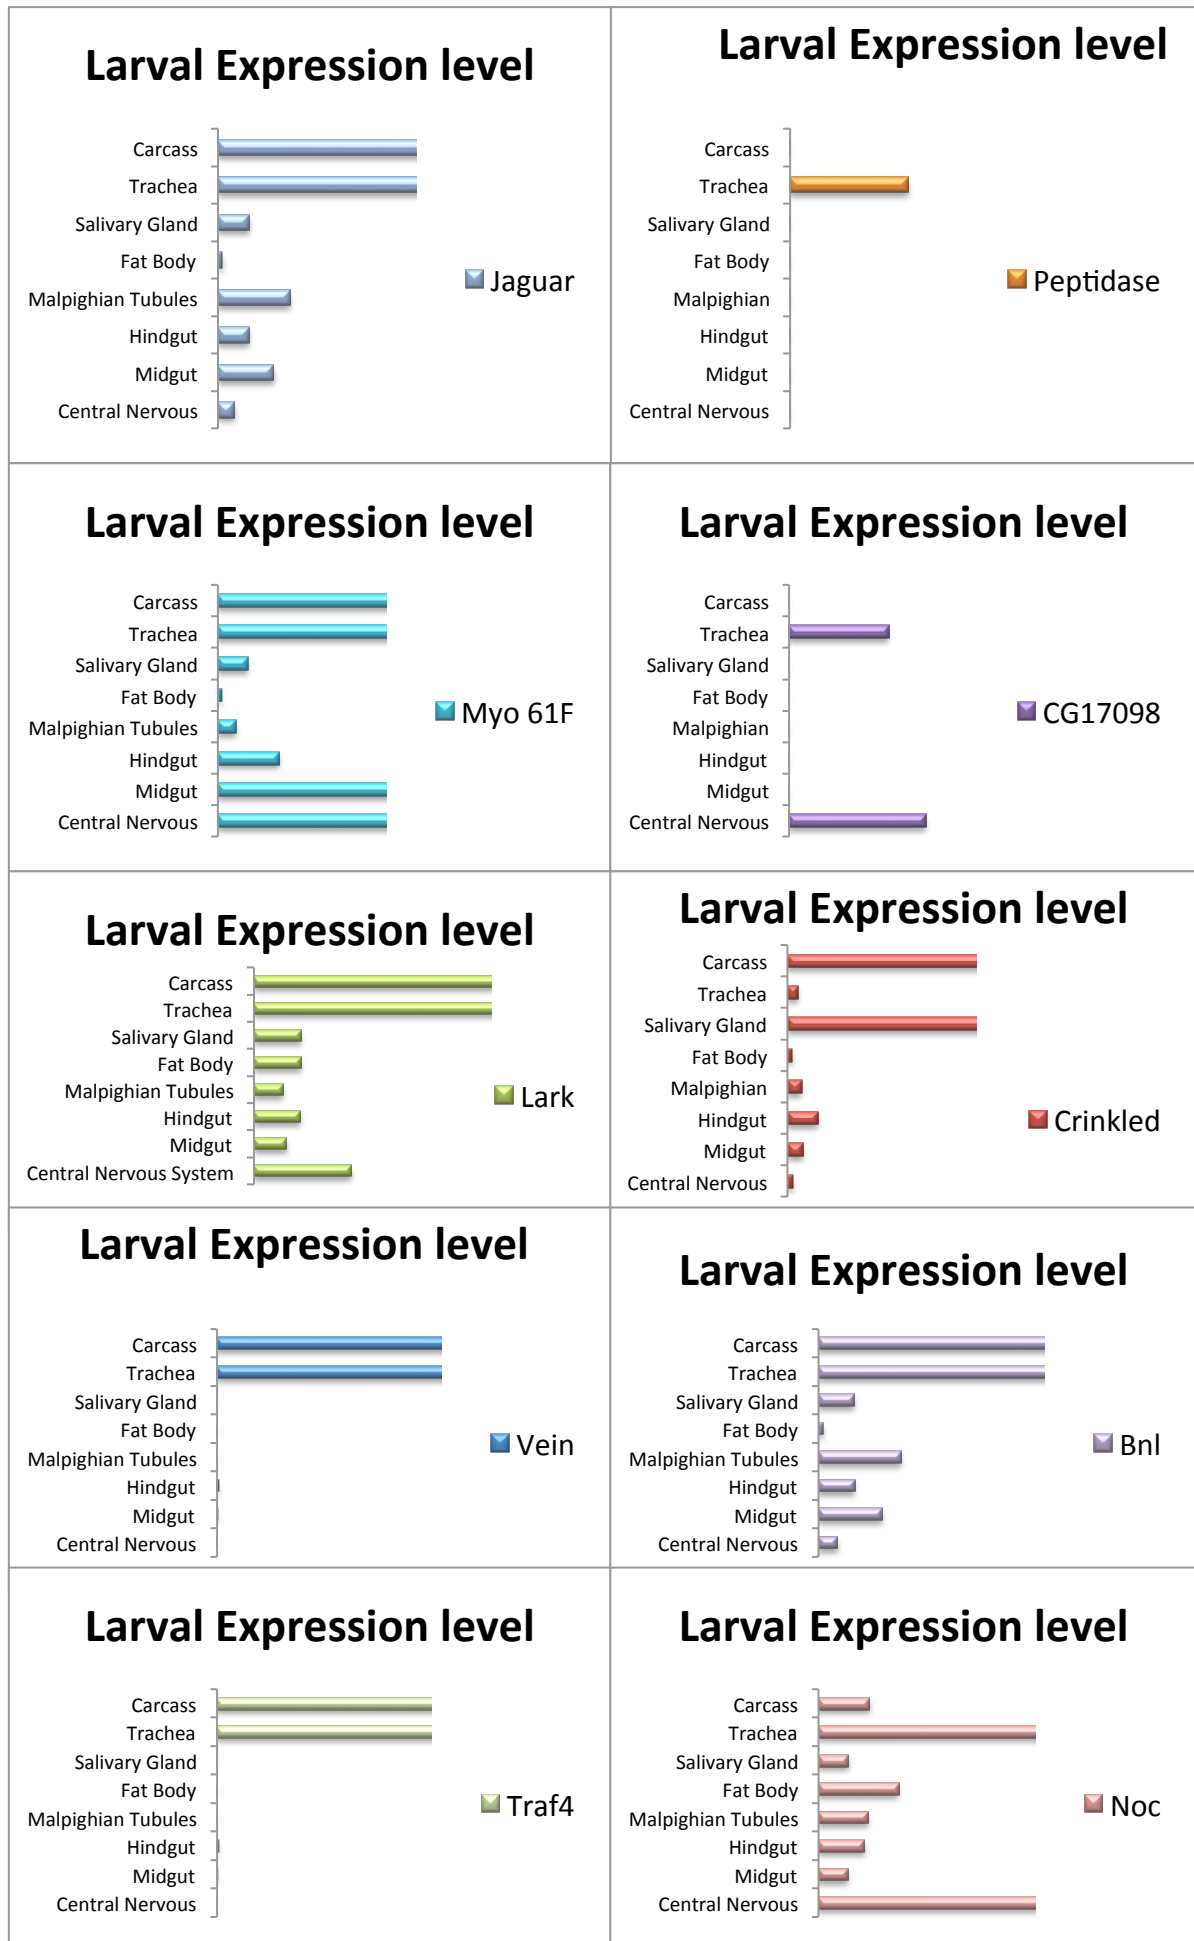 Larval Expression level
Carcass
Trachea
Salivary Gland
Fat Body
Malpighian Tubules
Hindgut
Midgut
Central Nervous
Jaguar
Larval Expression level
Carcass
Trachea
Salivary Gland
Fat Body
Malpighian
Hindgut
Midgut
Central Nervous
Peptidase
Larval Expression level
Carcass
Trachea
Salivary Gland
Fat Body
Malpighian Tubules
Hindgut
Midgut
Central Nervous
Myo 61F
Larval Expression level
Carcass
Trachea
Salivary Gland
Fat Body
Malpighian
Hindgut
Midgut
Central Nervous
CG17098
Larval Expression level
Carcass
Trachea
Salivary Gland
Fat Body
Malpighian Tubules
Hindgut
Midgut
Central Nervous System
Lark
Larval Expression level
Carcass
Trachea
Salivary Gland
Fat Body
Malpighian
Hindgut
Midgut
Central Nervous
Crinkled
Larval Expression level
Carcass
Trachea
Salivary Gland
Fat Body
Malpighian Tubules
Hindgut
Midgut
Central Nervous
Vein
Larval Expression level
Carcass
Trachea
Salivary Gland
Fat Body
Malpighian Tubules
Hindgut
Midgut
Central Nervous
Bnl
Larval Expression level
Carcass
Trachea
Salivary Gland
Fat Body
Malpighian Tubules
Hindgut
Midgut
Central Nervous
Traf4
Larval Expression level
Carcass
Trachea
Salivary Gland
Fat Body
Malpighian Tubules
Hindgut
Midgut
Central Nervous
Noc